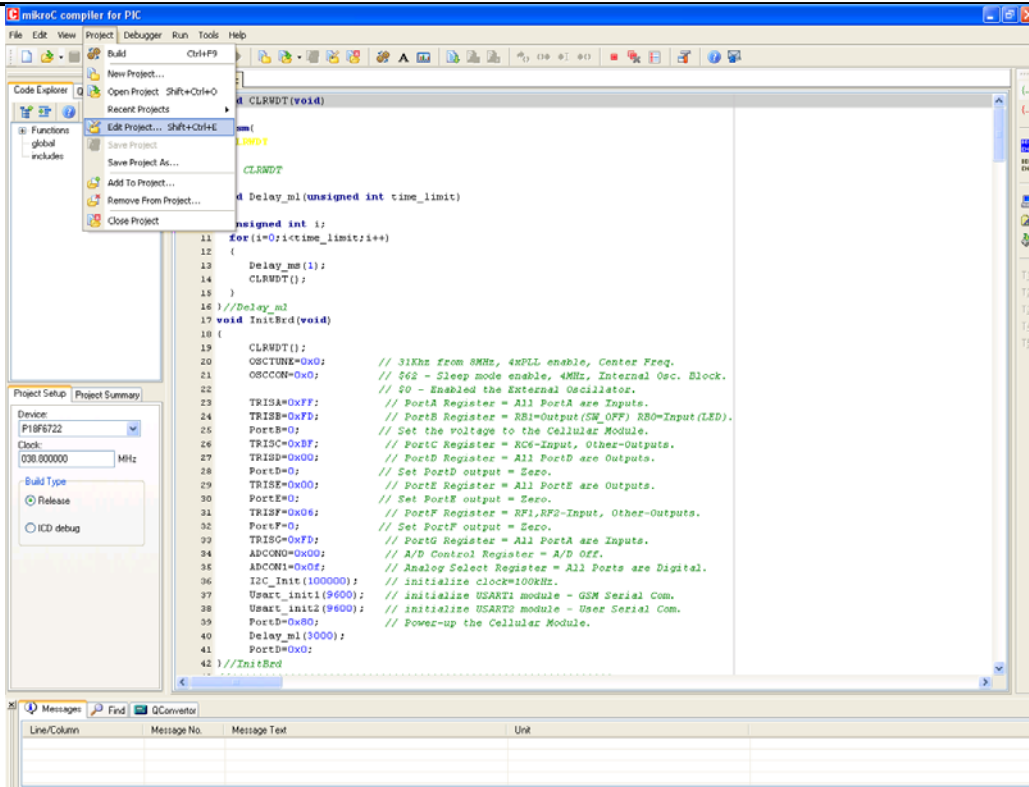 mikroC compiler for PIC
File Edit View Project Debugger Run Tools Help
Build Ctrl+F9
New Project...
Open Project Shift+Ctrl+O
Recent Projects
Edit Project... Shift+Ctrl+E
Save Project
Save Project As...
Add To Project...
Remove From Project...
Close Project
Code Explorer
Functions
global
includes
CLRWDT(void)
CLRWDT
Delay_ml(unsigned int time_limit)
unsigned int i;
11 for(i=0;i<time_limit;i++)
12 {
13 Delay_ms(1);
14 CLRWDT();
15 }
16 }//Delay_ml
17 void InitBrd(void)
18 {
19 CLRWDT();
20 OSCTUNE=0x0; // 31Khz from 8MHz, 4xPLL enable, Center Freq.
21 OSCCON=0x0; // $62 - Sleep mode enable, 4MHz, Internal Osc. Block.
22 // $0 - Enabled the External Oscillator.
23 TRISA=0xFF; // PortA Register = All PortA are Inputs.
24 TRISB=0xFD; // PortB Register = RB1=Output(SW_OFF) RB0=Input(LED).
25 PortB=0; // Set the voltage to the Cellular Module.
26 TRISC=0xBF; // PortC Register = RC6-Input, Other-Outputs.
27 TRISD=0x00; // PortD Register = All PortD are Outputs.
28 PortD=0; // Set PortD output = Zero.
29 TRISE=0x00; // PortE Register = All PortE are Outputs.
30 PortE=0; // Set PortE output = Zero.
31 TRISF=0x06; // PortF Register = RF1,RF2-Input, Other-Outputs.
32 PortF=0; // Set PortF output = Zero.
33 TRISG=0xFD; // PortG Register = All PortA are Inputs.
34 ADCON0=0x00; // A/D Control Register = A/D Off.
35 ADCON1=0x0f; // Analog Select Register = All Ports are Digital.
36 I2C_Init(100000); // initialize clock=100kHz.
37 Usart_init1(9600); // initialize USART1 module - GSM Serial Com.
38 Usart_init2(9600); // initialize USART2 module - User Serial Com.
39 PortD=0x80; // Power-up the Cellular Module.
40 Delay_ml(3000);
41 PortD=0x0;
42 }//InitBrd
Project Setup Project Summary
Device:
P18F6722
Clock:
038.800000 MHz
Build Type
Release
ICD debug
Messages Find QConvertor
Line/Column Message No. Message Text Unit